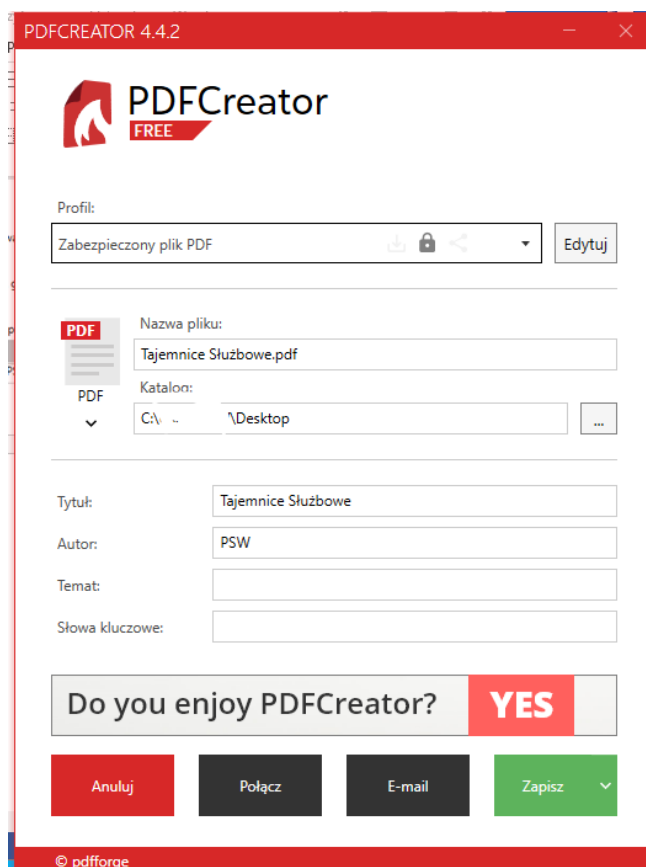 PDFCREATOR 4.4.2
PDFCreator
FREE
Profil:
Zabezpieczony plik PDF
Edytuj
PDF
Nazwa pliku:
Tajemnice Służbowe.pdf
PDF
Katalog:
C:\ \Desktop
...
Tytuł:
Tajemnice Służbowe
Autor:
PSW
Temat:
Słowa kluczowe:
Do you enjoy PDFCreator?
YES
Anuluj
Połącz
E-mail
Zapisz
© pdfforge